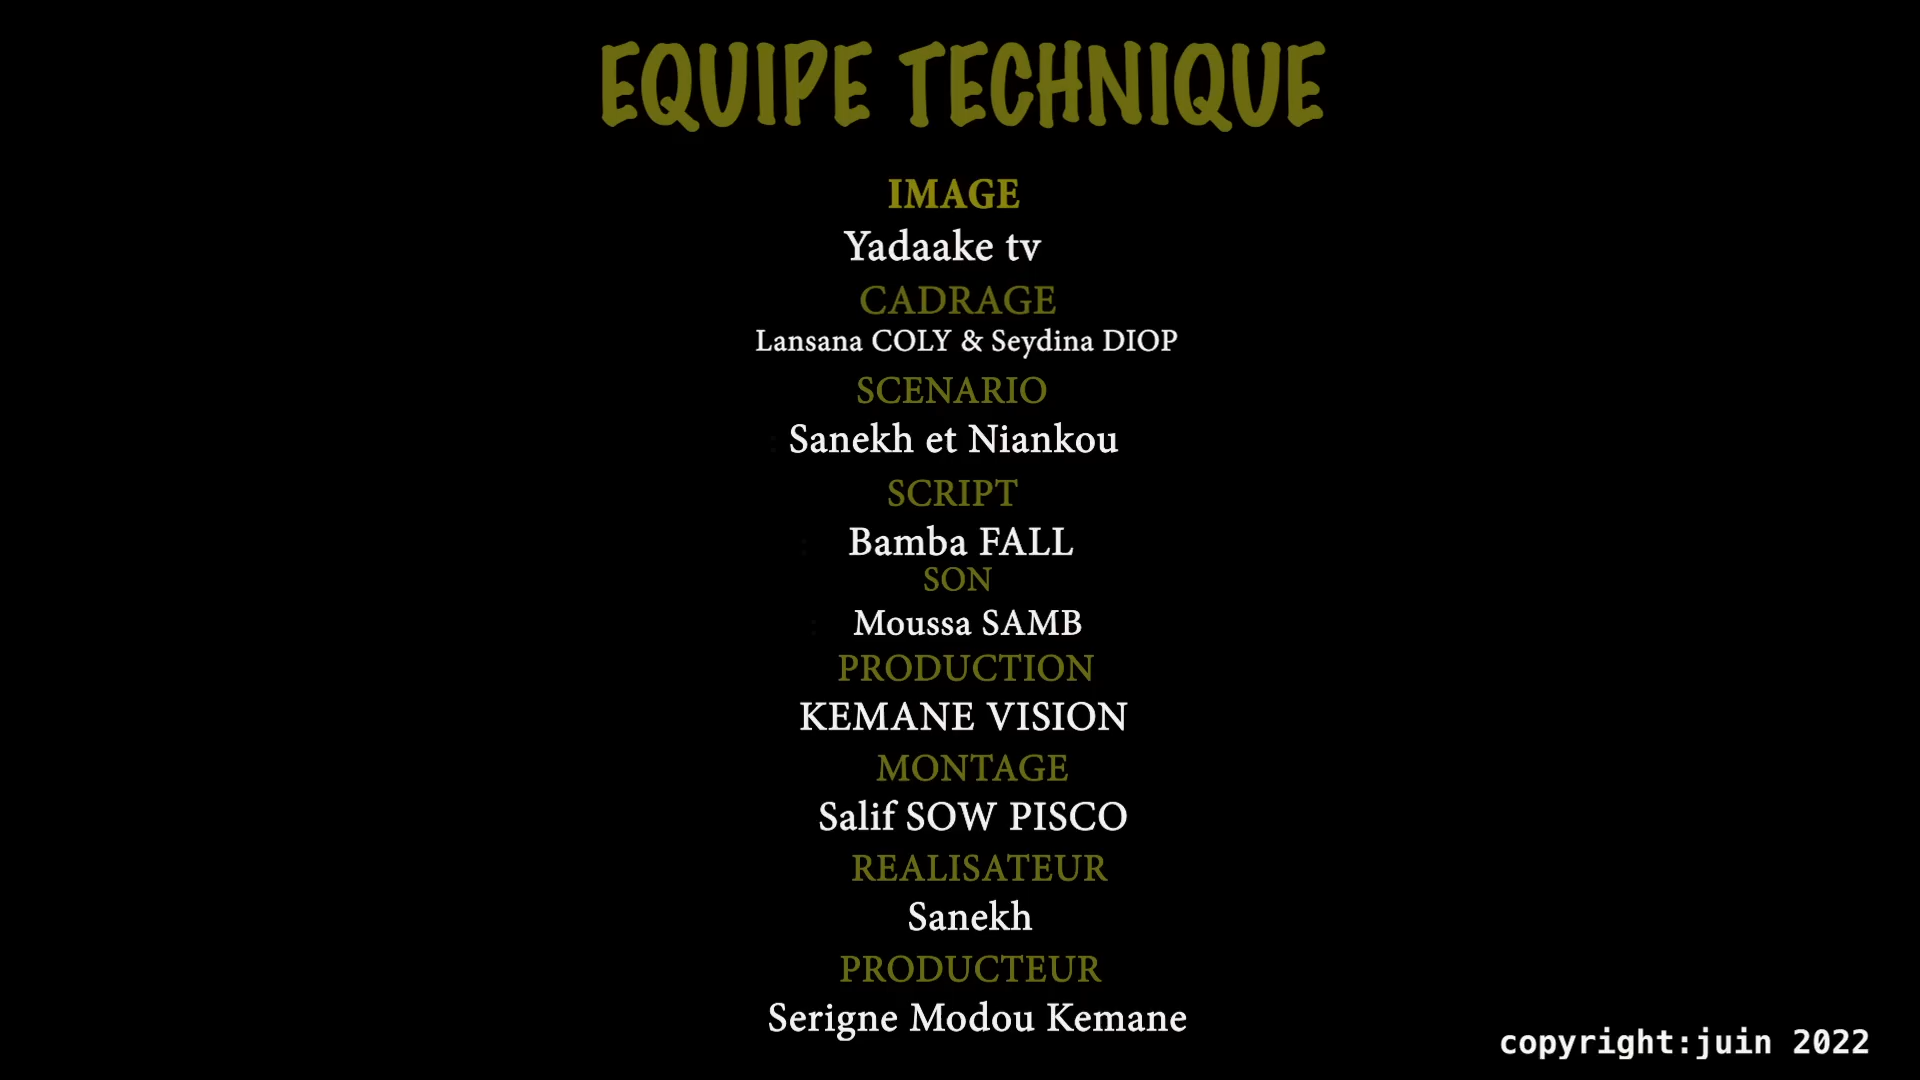 EQUIPE TECHNIQUE
IMAGE
Yadaake tv
CADRAGE
Lansana COLY & Seydina DIOP
SCENARIO
: Sanekh et Niankou
SCRIPT
: Bamba FALL
SON
: Moussa SAMB
PRODUCTION
KEMANE VISION
MONTAGE
Salif SOW PISCO
REALISATEUR
Sanekh
PRODUCTEUR
Serigne Modou Kemane
copyright:juin 2022